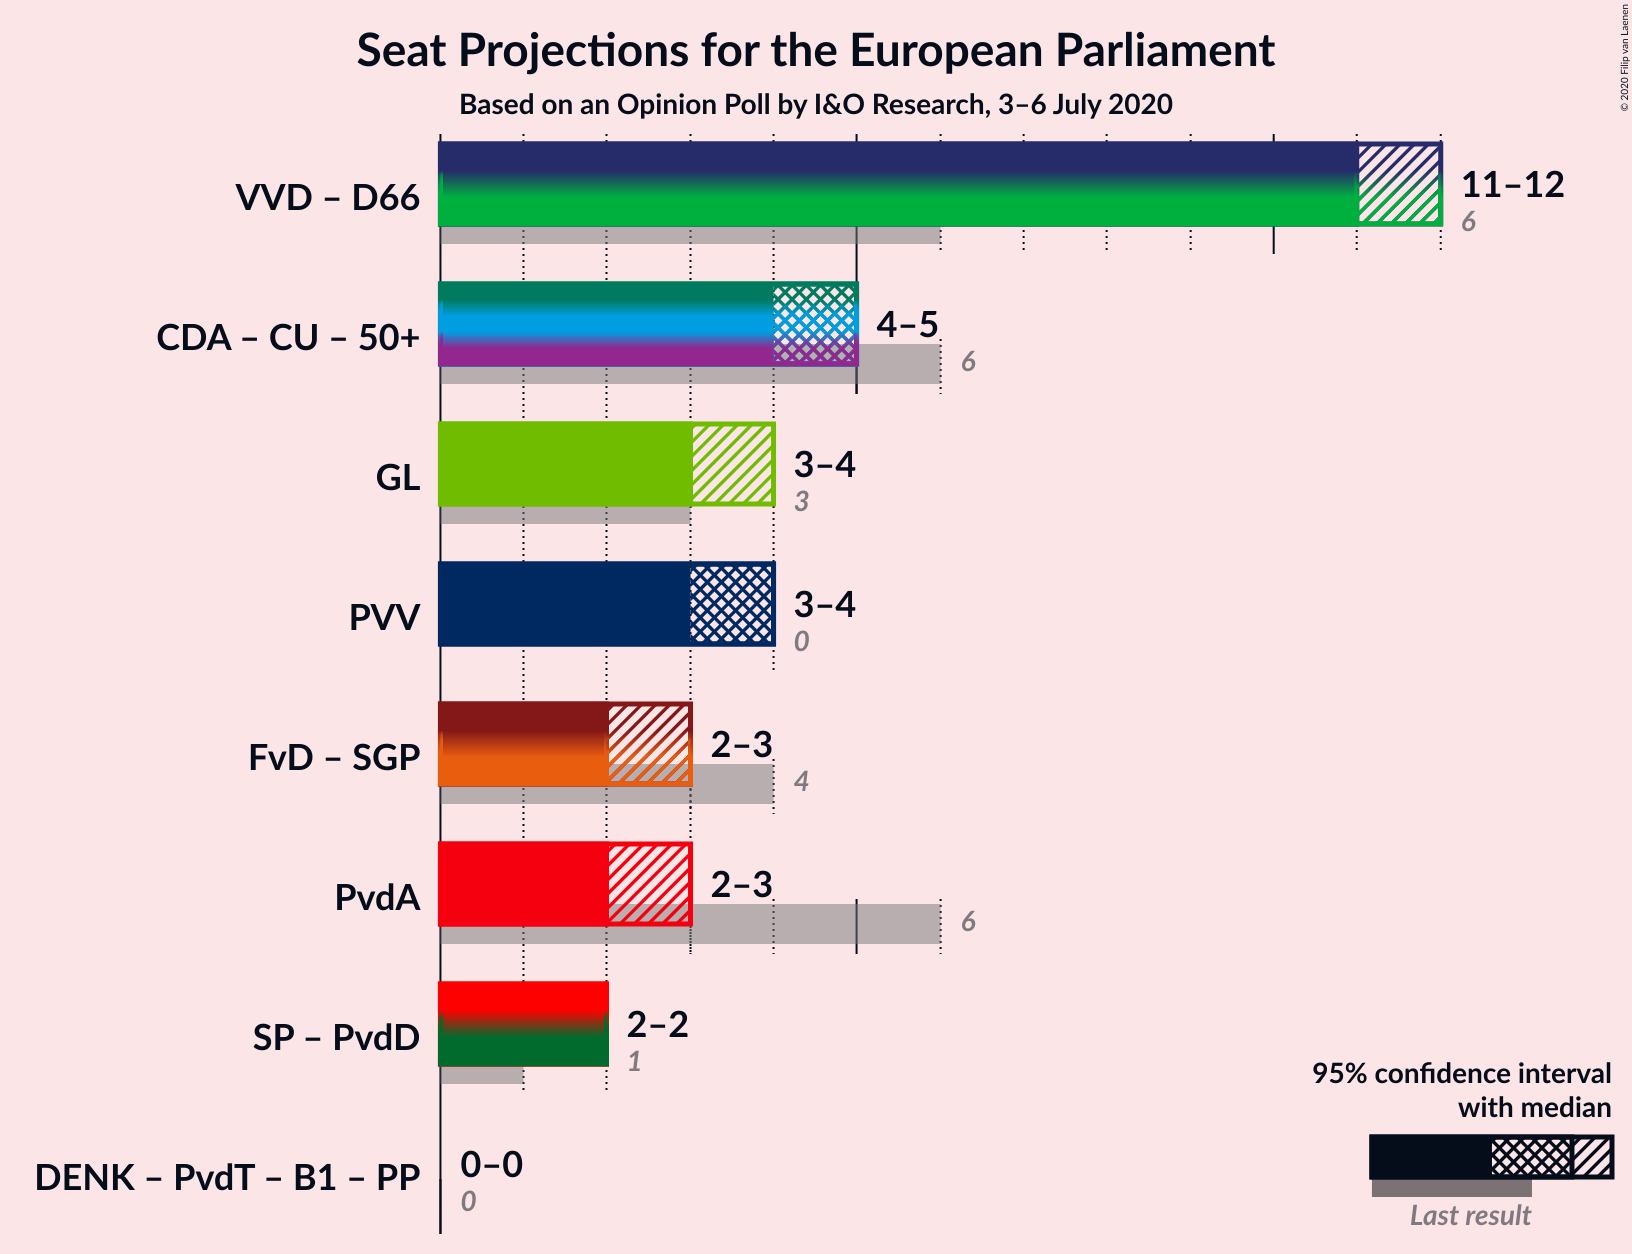 Seat Projections for the European Parliament
Based on an Opinion Poll by I&O Research, 3–6 July 2020
© 2020 Filip van Laenen
VVD – D66
11–12
6
CDA – CU – 50+
4–5
6
GL
3–4
3
PVV
3–4
0
FvD – SGP
2–3
4
PvdA
2–3
6
SP – PvdD
2–2
1
DENK – PvdT – B1 – PP
0–0
0
95% confidence interval
with median
Last result